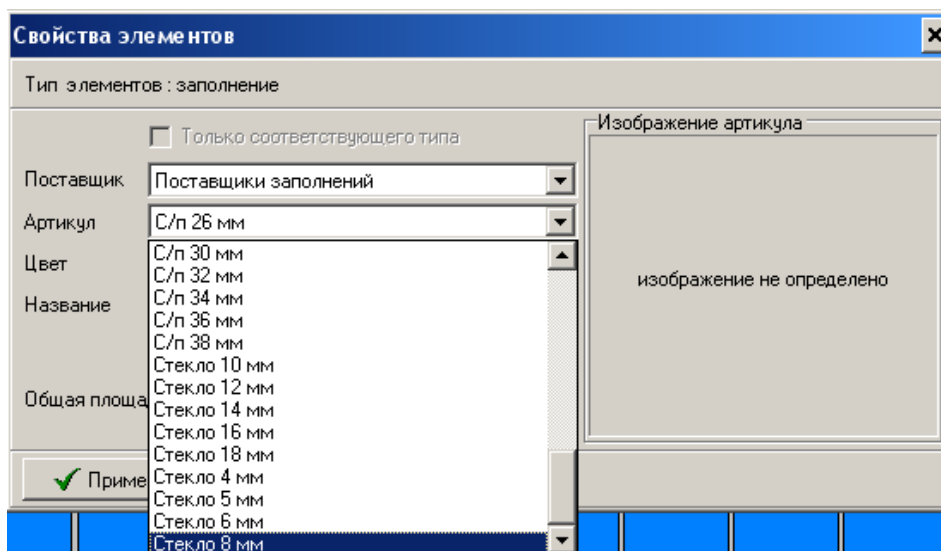 Свойства элементов
Тип элементов : заполнение
Только соответствующего типа
Изображение артикула
Поставщик
Поставщики заполнений
Артикул
С/п 26 мм
Цвет
Название
С/п 30 мм
С/п 32 мм
С/п 34 мм
С/п 36 мм
С/п 38 мм
Стекло 10 мм
Стекло 12 мм
Стекло 14 мм
Стекло 16 мм
Стекло 18 мм
Стекло 4 мм
Стекло 5 мм
Стекло 6 мм
Стекло 8 мм
изображение не определено
Общая площа
Приме